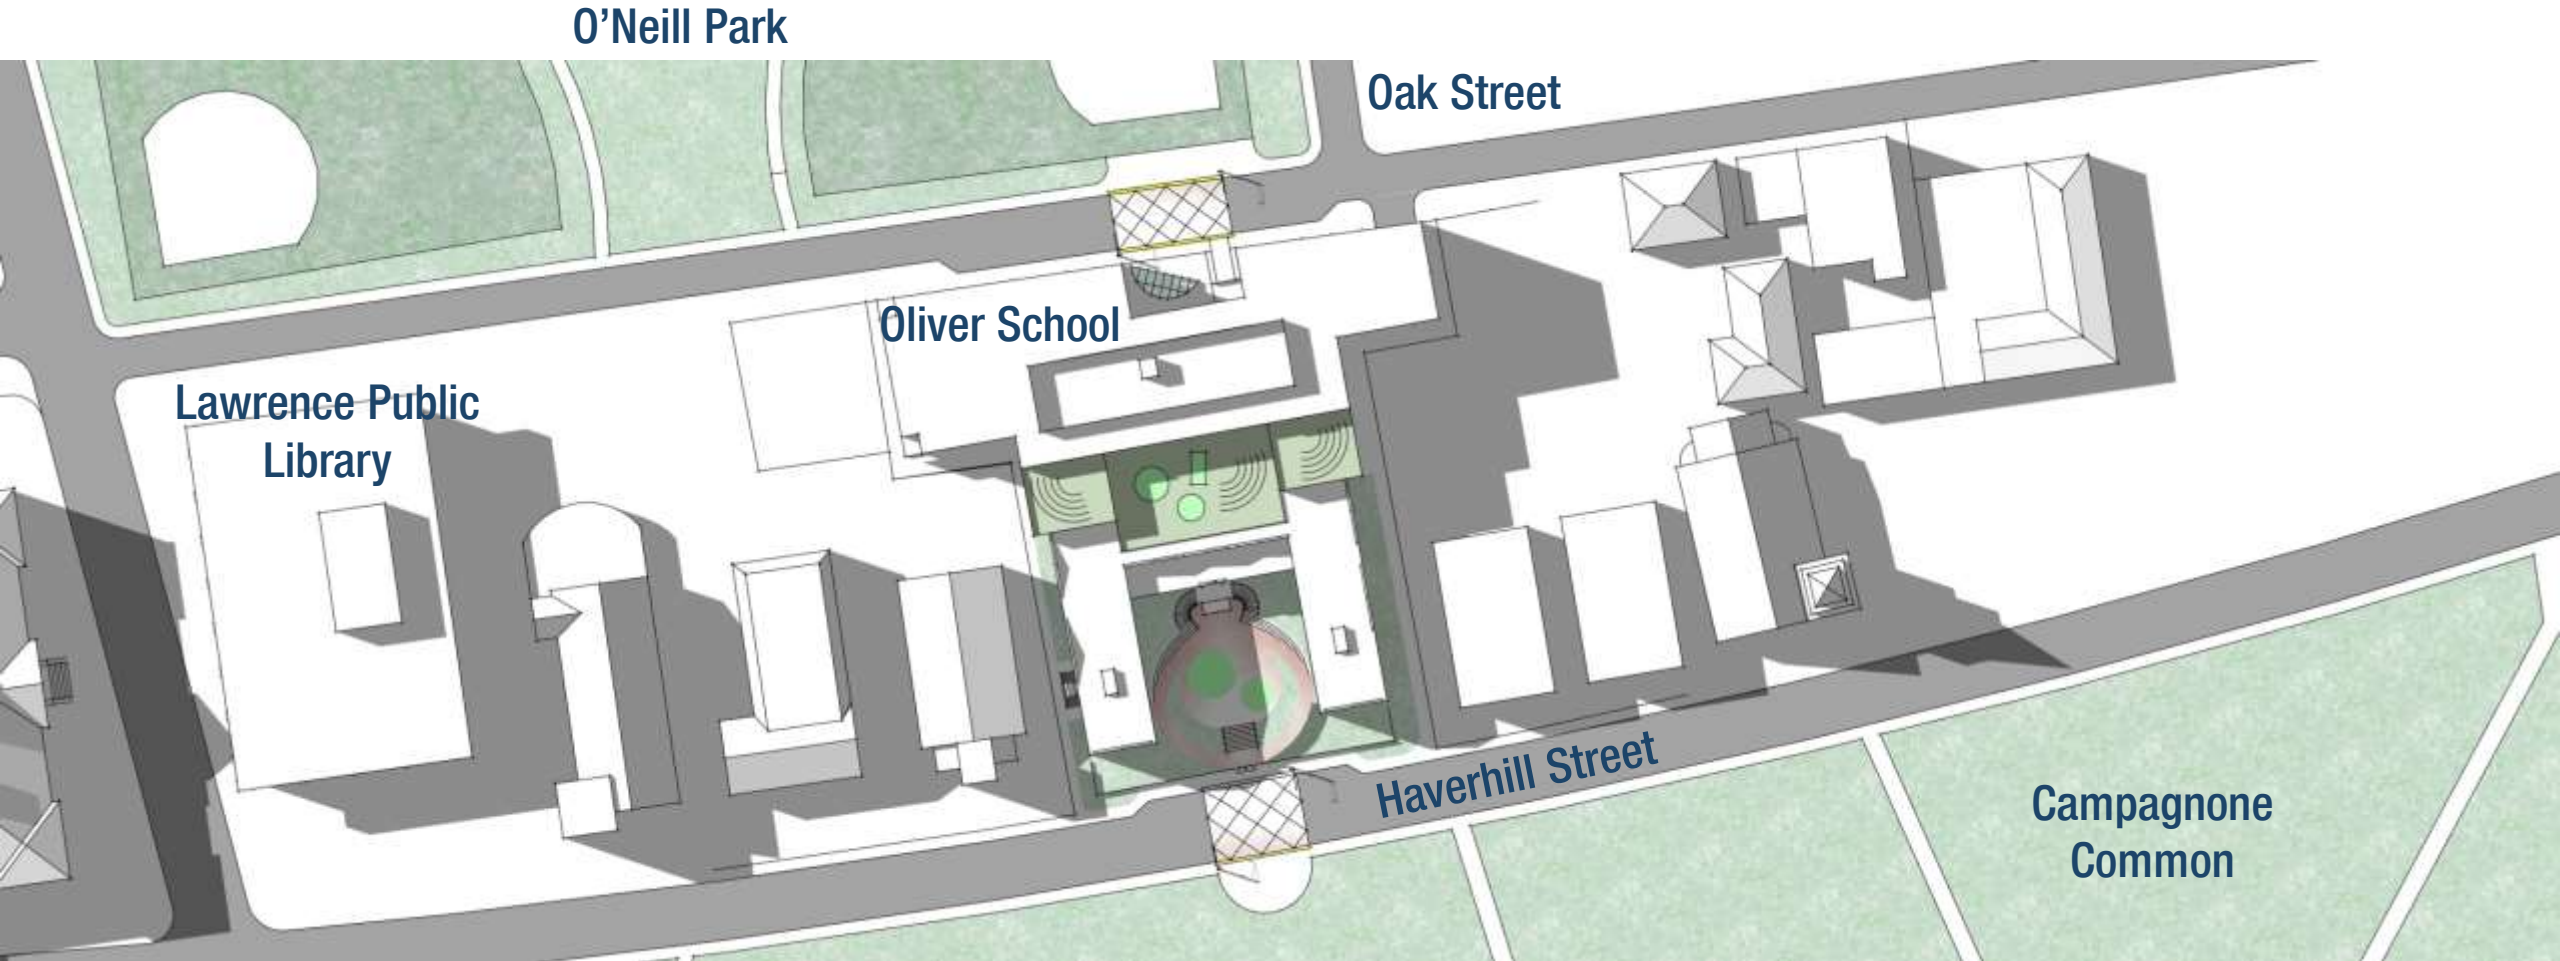 O’Neill Park
Oak Street
Oliver School
Lawrence Public
Library
Haverhill Street
Campagnone
Common